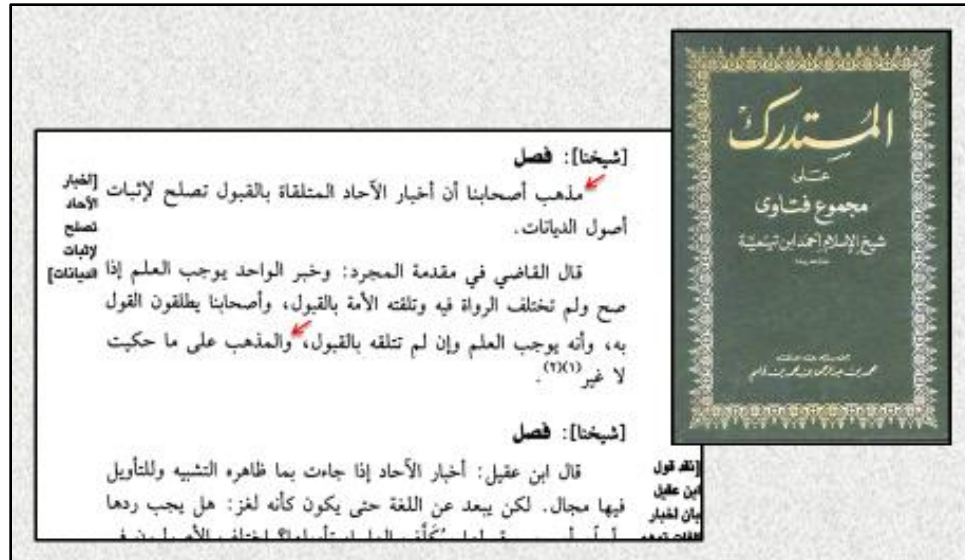 [شيخنا]: فصل
مذهب أصحابنا أن أخبار الآحاد المتلقاة بالقبول تصلح لإثبات
أصول الديانات.
[أخبار
الآحاد
تصلح
لإثبات
الديانات]
قال القاضي في مقدمة المجرد: وخبر الواحد يوجب العلم إذا
صح ولم تختلف الرواة فيه وتلقته الأمة بالقبول، وأصحابنا يطلقون القول
به، وأنه يوجب العلم وإن لم تتلقه بالقبول، والمذهب على ما حكيت
لا غير(١)(٢).
[شيخنا]: فصل
قال ابن عقيل: أخبار الآحاد إذا جاءت بما ظاهره التشبيه وللتأويل
فيها مجال. لكن يبعد عن اللغة حتى يكون كأنه لغز: هل يجب ردها
[نقد قول
ابن عقيل
بأن أخبار
المستدرك
على
مجموع فتاوى
شيخ الإسلام أحمد ابن تيمية